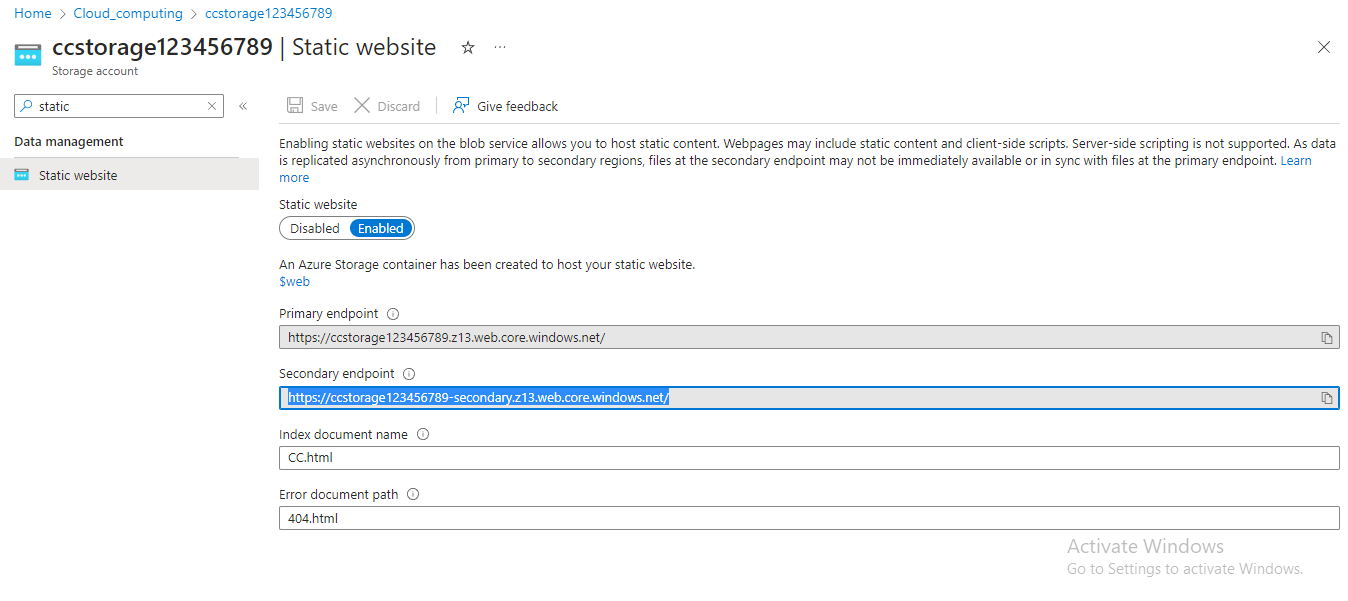 Home > Cloud_computing > ccstorage123456789
ccstorage123456789 | Static website
Storage account
static
Save Discard Give feedback
Data management
Static website
Enabling static websites on the blob service allows you to host static content. Webpages may include static content and client-side scripts. Server-side scripting is not supported. As data
is replicated asynchronously from primary to secondary regions, files at the secondary endpoint may not be immediately available or in sync with files at the primary endpoint. Learn
more
Static website
Disabled Enabled
An Azure Storage container has been created to host your static website.
$web
Primary endpoint
https://ccstorage123456789.z13.web.core.windows.net/
Secondary endpoint
https://ccstorage123456789-secondary.z13.web.core.windows.net/
Index document name
CC.html
Error document path
404.html
Activate Windows
Go to Settings to activate Windows.